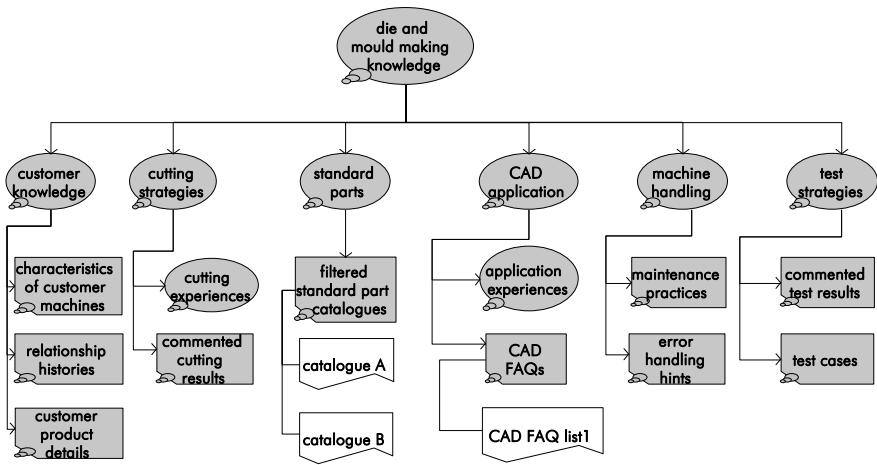 die and
mould making
knowledge
customer
knowledge
cutting
strategies
standard
parts
CAD
application
machine
handling
test
strategies
characteristics
of customer
machines
relationship
histories
customer
product
details
cutting
experiences
commented
cutting
results
filtered
standard part
catalogues
catalogue A
catalogue B
application
experiences
CAD
FAQs
CAD FAQ list1
maintenance
practices
error
handling
hints
commented
test results
test cases